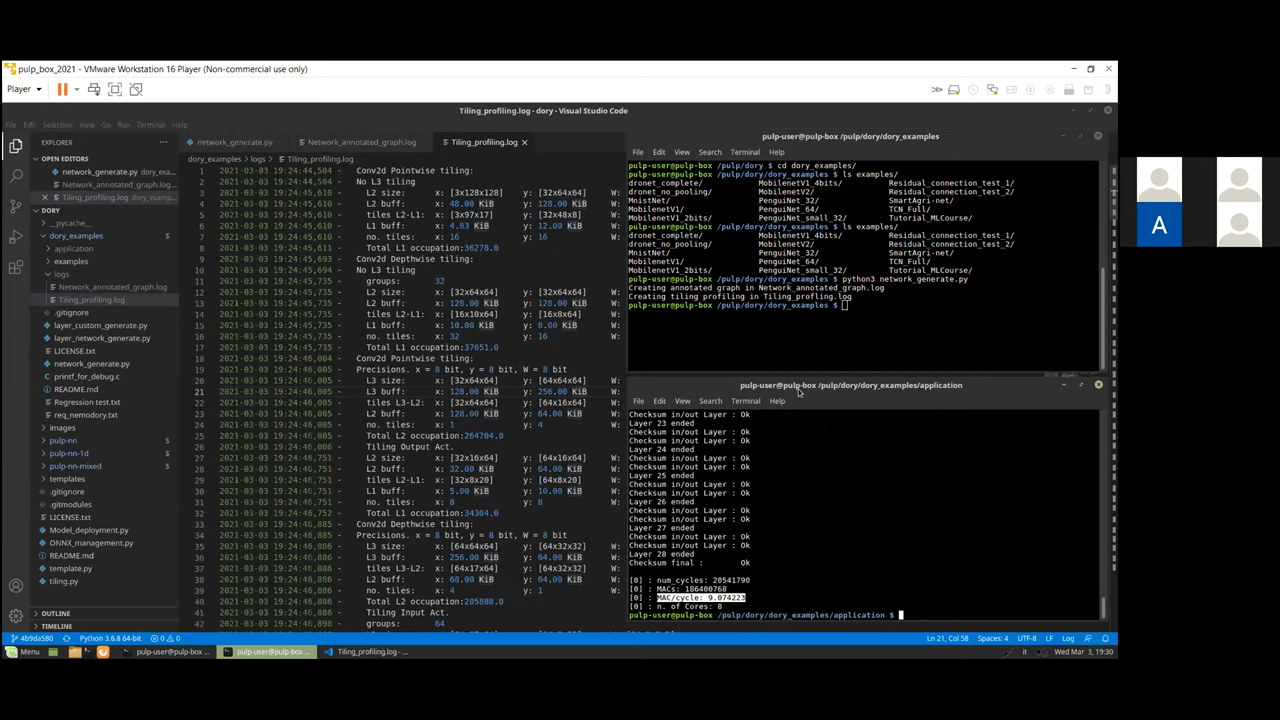 pulp_box_2021 - VMware Workstation 16 Player (Non-commercial use only)
Player
Tiling_profiling.log - dory - Visual Studio Code
File Edit Selection View Go Run Terminal Help
EXPLORER
OPEN EDITORS
network_generate.py dory_exa...
Network_annotated_graph.log
Tiling_profiling.log dory_examp...
DORY
__pycache__
dory_examples
application
examples
logs
Network_annotated_graph.log
Tiling_profiling.log
.gitignore
layer_custom_generate.py
layer_network_generate.py
LICENSE.txt
network_generate.py
printf_for_debug.c
README.md
Regression test.txt
req_nemodory.txt
images
pulp-nn
pulp-nn-1d
pulp-nn-mixed
templates
.gitignore
.gitmodules
LICENSE.txt
Model_deployment.py
ONNX_management.py
README.md
template.py
tiling.py
OUTLINE
TIMELINE
network_generate.py Network_annotated_graph.log Tiling_profiling.log
dory_examples > logs > Tiling_profiling.log
1 2021-03-03 19:24:44,504 - Conv2d Pointwise tiling:
2 2021-03-03 19:24:44,504 - No L3 tiling
3 2021-03-03 19:24:45,610 - L2 size: x: [3x128x128] y: [32x64x64] W:
4 2021-03-03 19:24:45,610 - L2 buff: x: 48.00 KiB y: 128.00 KiB W:
5 2021-03-03 19:24:45,610 - tiles L2-L1: x: [3x97x17] y: [32x48x8] W:
6 2021-03-03 19:24:45,610 - L1 buff: x: 4.83 KiB y: 12.00 KiB W:
7 2021-03-03 19:24:45,610 - no. tiles: x: 16 y: 16 W:
8 2021-03-03 19:24:45,611 - Total L1 occupation:36278.0
9 2021-03-03 19:24:45,694 - Conv2d Depthwise tiling:
10 2021-03-03 19:24:45,694 - No L3 tiling
11 2021-03-03 19:24:45,735 - groups: 32
12 2021-03-03 19:24:45,735 - L2 size: x: [32x64x64] y: [32x64x64] W:
13 2021-03-03 19:24:45,735 - L2 buff: x: 128.00 KiB y: 128.00 KiB W:
14 2021-03-03 19:24:45,735 - tiles L2-L1: x: [16x10x64] y: [16x8x64] W:
15 2021-03-03 19:24:45,735 - L1 buff: x: 10.00 KiB y: 8.00 KiB W:
16 2021-03-03 19:24:45,735 - no. tiles: x: 32 y: 16 W:
17 2021-03-03 19:24:45,735 - Total L1 occupation:37651.0
18 2021-03-03 19:24:46,004 - Conv2d Pointwise tiling:
19 2021-03-03 19:24:46,005 - Precisions. x = 8 bit, y = 8 bit, W = 8 bit
20 2021-03-03 19:24:46,005 - L3 size: x: [32x64x64] y: [64x64x64] W:
21 2021-03-03 19:24:46,005 - L3 buff: x: 128.00 KiB y: 256.00 KiB W:
22 2021-03-03 19:24:46,005 - tiles L3-L2: x: [32x64x64] y: [64x16x64] W:
23 2021-03-03 19:24:46,005 - L2 buff: x: 128.00 KiB y: 64.00 KiB W:
24 2021-03-03 19:24:46,005 - no. tiles: x: 1 y: 4 W:
25 2021-03-03 19:24:46,005 - Total L2 occupation:264704.0
26 2021-03-03 19:24:46,006 - Tiling Output Act.
27 2021-03-03 19:24:46,751 - L2 size: x: [32x16x64] y: [64x16x64] W:
28 2021-03-03 19:24:46,751 - L2 buff: x: 32.00 KiB y: 64.00 KiB W:
29 2021-03-03 19:24:46,751 - tiles L2-L1: x: [32x8x20] y: [64x8x20] W:
30 2021-03-03 19:24:46,751 - L1 buff: x: 5.00 KiB y: 10.00 KiB W:
31 2021-03-03 19:24:46,751 - no. tiles: x: 8 y: 8 W:
32 2021-03-03 19:24:46,752 - Total L1 occupation:34304.0
33 2021-03-03 19:24:46,885 - Conv2d Depthwise tiling:
34 2021-03-03 19:24:46,885 - Precisions. x = 8 bit, y = 8 bit, W = 8 bit
35 2021-03-03 19:24:46,886 - L3 size: x: [64x64x64] y: [64x32x32] W:
36 2021-03-03 19:24:46,886 - L3 buff: x: 256.00 KiB y: 64.00 KiB W:
37 2021-03-03 19:24:46,886 - tiles L3-L2: x: [64x17x64] y: [64x32x32] W:
38 2021-03-03 19:24:46,886 - L2 buff: x: 68.00 KiB y: 64.00 KiB W:
39 2021-03-03 19:24:46,886 - no. tiles: x: 4 y: 1 W:
40 2021-03-03 19:24:46,886 - Total L2 occupation:205888.0
41 2021-03-03 19:24:46,886 - Tiling Input Act.
42 2021-03-03 19:24:46,898 - groups: 64
pulp-user@pulp-box /pulp/dory/dory_examples
File Edit View Search Terminal Help
pulp-user@pulp-box /pulp/dory $ cd dory_examples/
pulp-user@pulp-box /pulp/dory/dory_examples $ ls examples/
dronet_complete/ MobilenetV1_4bits/ Residual_connection_test_1/
dronet_no_pooling/ MobilenetV2/ Residual_connection_test_2/
MnistNet/ PenguiNet_32/ SmartAgri-net/
MobilenetV1/ PenguiNet_64/ TCN_Full/
MobilenetV1_2bits/ PenguiNet_small_32/ Tutorial_MLCourse/
pulp-user@pulp-box /pulp/dory/dory_examples $ ls examples/
dronet_complete/ MobilenetV1_4bits/ Residual_connection_test_1/
dronet_no_pooling/ MobilenetV2/ Residual_connection_test_2/
MnistNet/ PenguiNet_32/ SmartAgri-net/
MobilenetV1/ PenguiNet_64/ TCN_Full/
MobilenetV1_2bits/ PenguiNet_small_32/ Tutorial_MLCourse/
pulp-user@pulp-box /pulp/dory/dory_examples $ python3 network_generate.py
Creating annotated graph in Network_annotated_graph.log
Creating tiling profiling in Tiling_profling.log
pulp-user@pulp-box /pulp/dory/dory_examples $
pulp-user@pulp-box /pulp/dory/dory_examples/application
File Edit View Search Terminal Help
Checksum in/out Layer : Ok
Layer 23 ended
Checksum in/out Layer : Ok
Checksum in/out Layer : Ok
Layer 24 ended
Checksum in/out Layer : Ok
Checksum in/out Layer : Ok
Layer 25 ended
Checksum in/out Layer : Ok
Checksum in/out Layer : Ok
Layer 26 ended
Checksum in/out Layer : Ok
Checksum in/out Layer : Ok
Layer 27 ended
Checksum in/out Layer : Ok
Layer 28 ended
Checksum final : Ok
[0] : num_cycles: 20541790
[0] : MACs: 186400768
[0] : MAC/cycle: 9.074223
[0] : n. of Cores: 8
pulp-user@pulp-box /pulp/dory/dory_examples/application $
4b9da580 Python 3.6.8 64-bit 0 0 Ln 21, Col 58 Spaces: 4 UTF-8 LF Log
Menu pulp-user@pulp-box ... pulp-user@pulp-box ... Tiling_profiling.log - ... it Wed Mar 3, 19:30
A